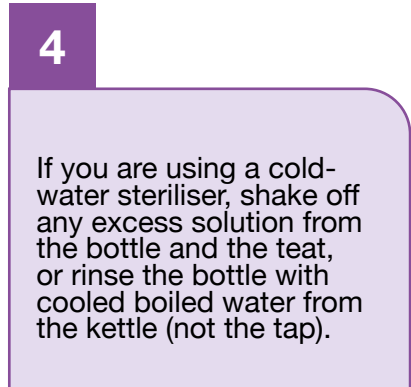 4
If you are using a cold-
water steriliser, shake off
any excess solution from
the bottle and the teat,
or rinse the bottle with
cooled boiled water from
the kettle (not the tap).